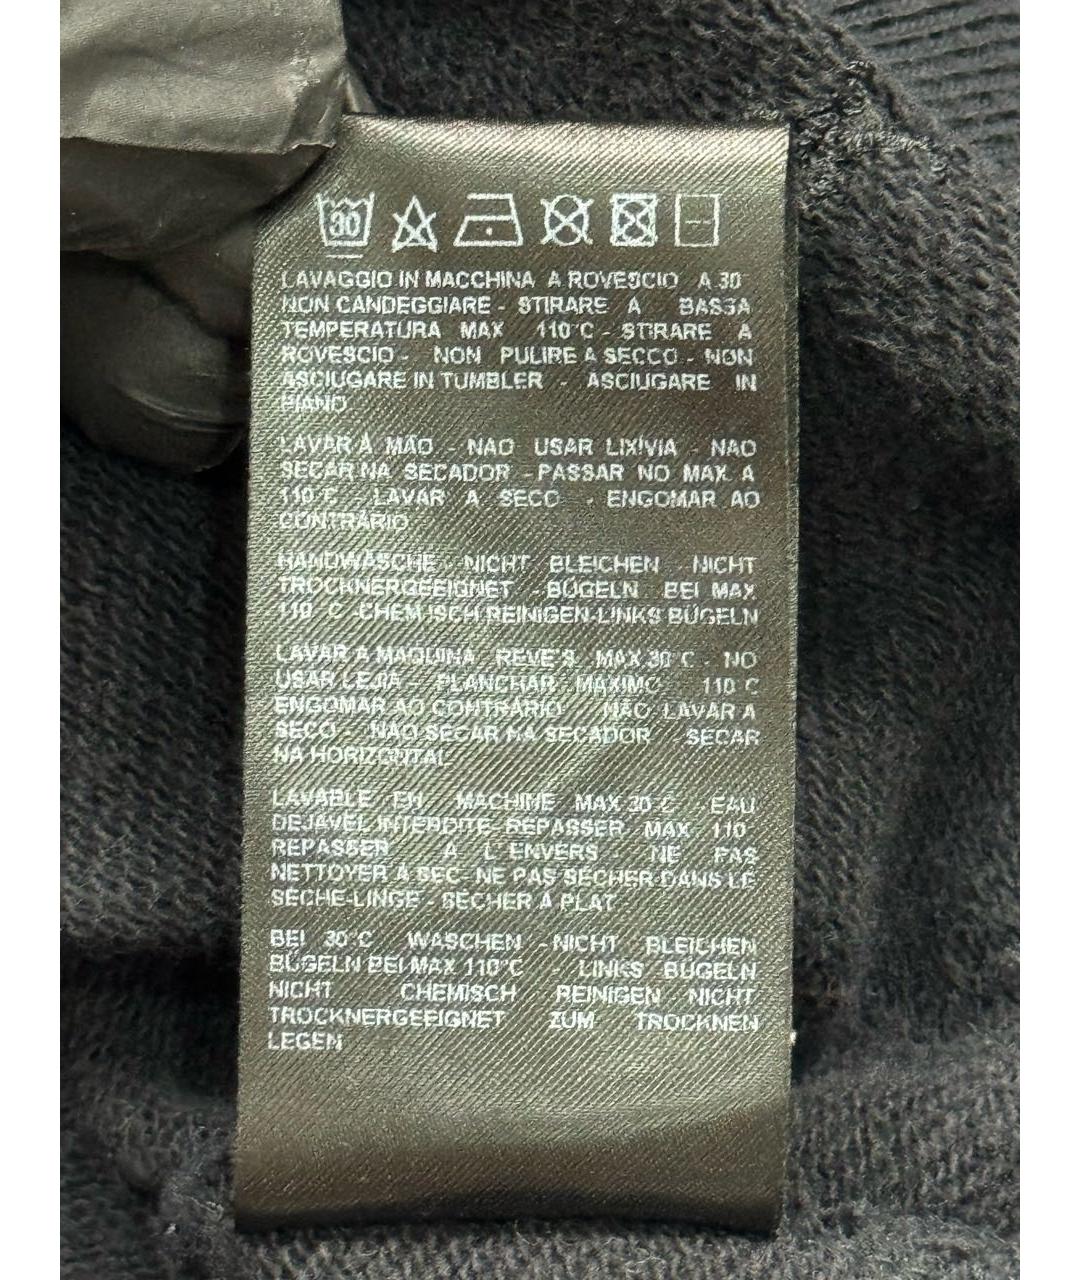 30
LAVAGGIO IN MACCHINA A ROVESCIO A 30°
NON CANDEGGIARE - STIRARE A BASSA
TEMPERATURA MAX 110°C - STIRARE A
ROVESCIO - NON PULIRE A SECCO - NON
ASCIUGARE IN TUMBLER - ASCIUGARE IN
PIANO
LAVAR À MÃO - NAO USAR LIXÍVIA - NAO
SECAR NA SECADOR - PASSAR NO MAX. A
110°C - LAVAR A SECO - ENGOMAR AO
CONTRÁRIO
HANDWÄSCHE - NICHT BLEICHEN - NICHT
TROCKNERGEEIGNET - BÜGELN BEI MAX
110°C - CHEMISCH REINIGEN-LINKS BÜGELN
LAVAR A MAQUINA REVE'S MAX 30°C - NO
USAR LEJIA - PLANCHAR MAXIMO 110°C
ENGOMAR AO CONTRÁRIO NÃO LAVAR A
SECO - NÃO SECAR NA SECADOR SECAR
NA HORIZONTAL
LAVABLE EN MACHINE MAX 30°C - EAU
DEJAVEL INTERDITE-REPASSER MAX 110°
REPASSER A L'ENVERS - NE PAS
NETTOYER À SEC- NE PAS SÉCHER DANS LE
SÈCHE-LINGE - SÉCHER À PLAT
BEI 30°C WASCHEN - NICHT BLEICHEN
BÜGELN BEI MAX 110°C - LINKS BÜGELN
NICHT CHEMISCH REINIGEN NICHT
TROCKNERGEEIGNET ZUM TROCKNEN
LEGEN